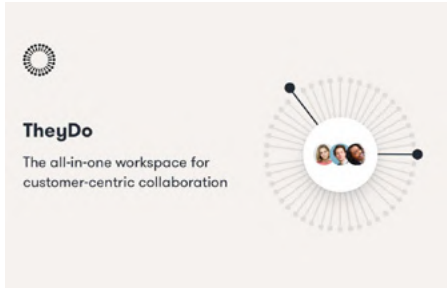 TheyDo
The all-in-one workspace for
customer-centric collaboration